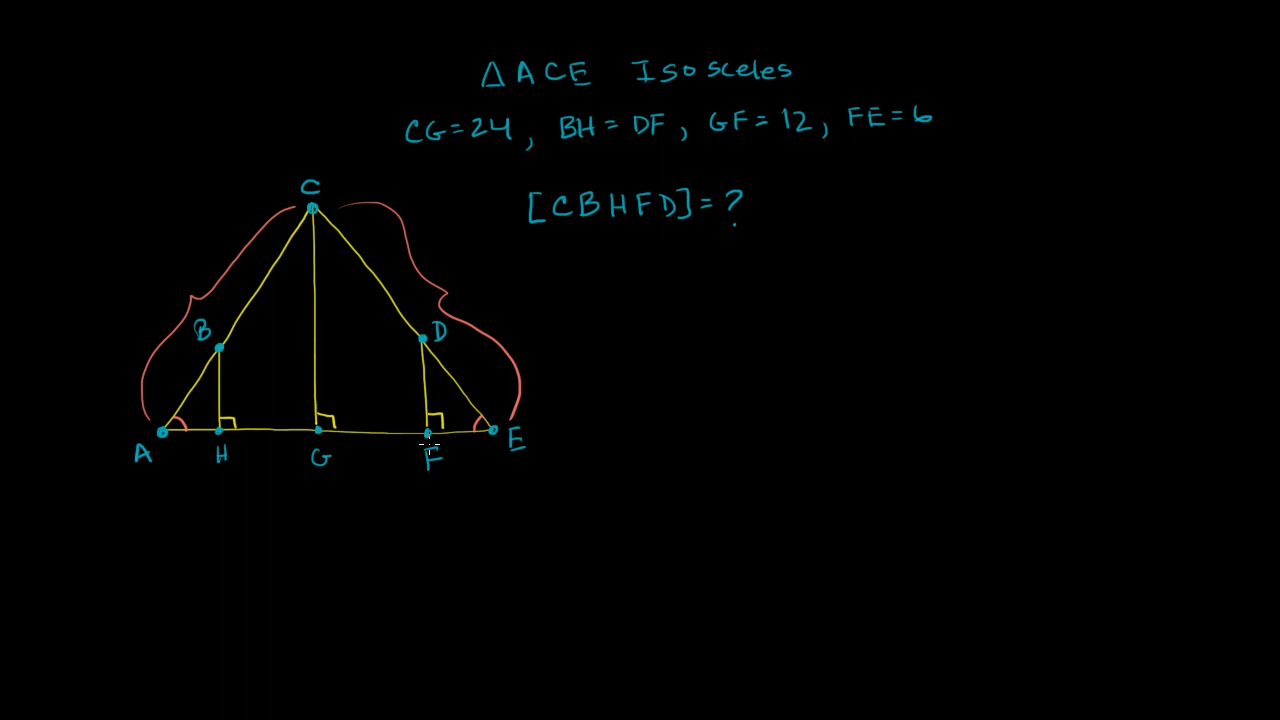 Δ ACE Isosceles
CG=24, BH=DF, GF=12, FE=6
[CBHFD]=?
C
B
D
A
H
G
F
E